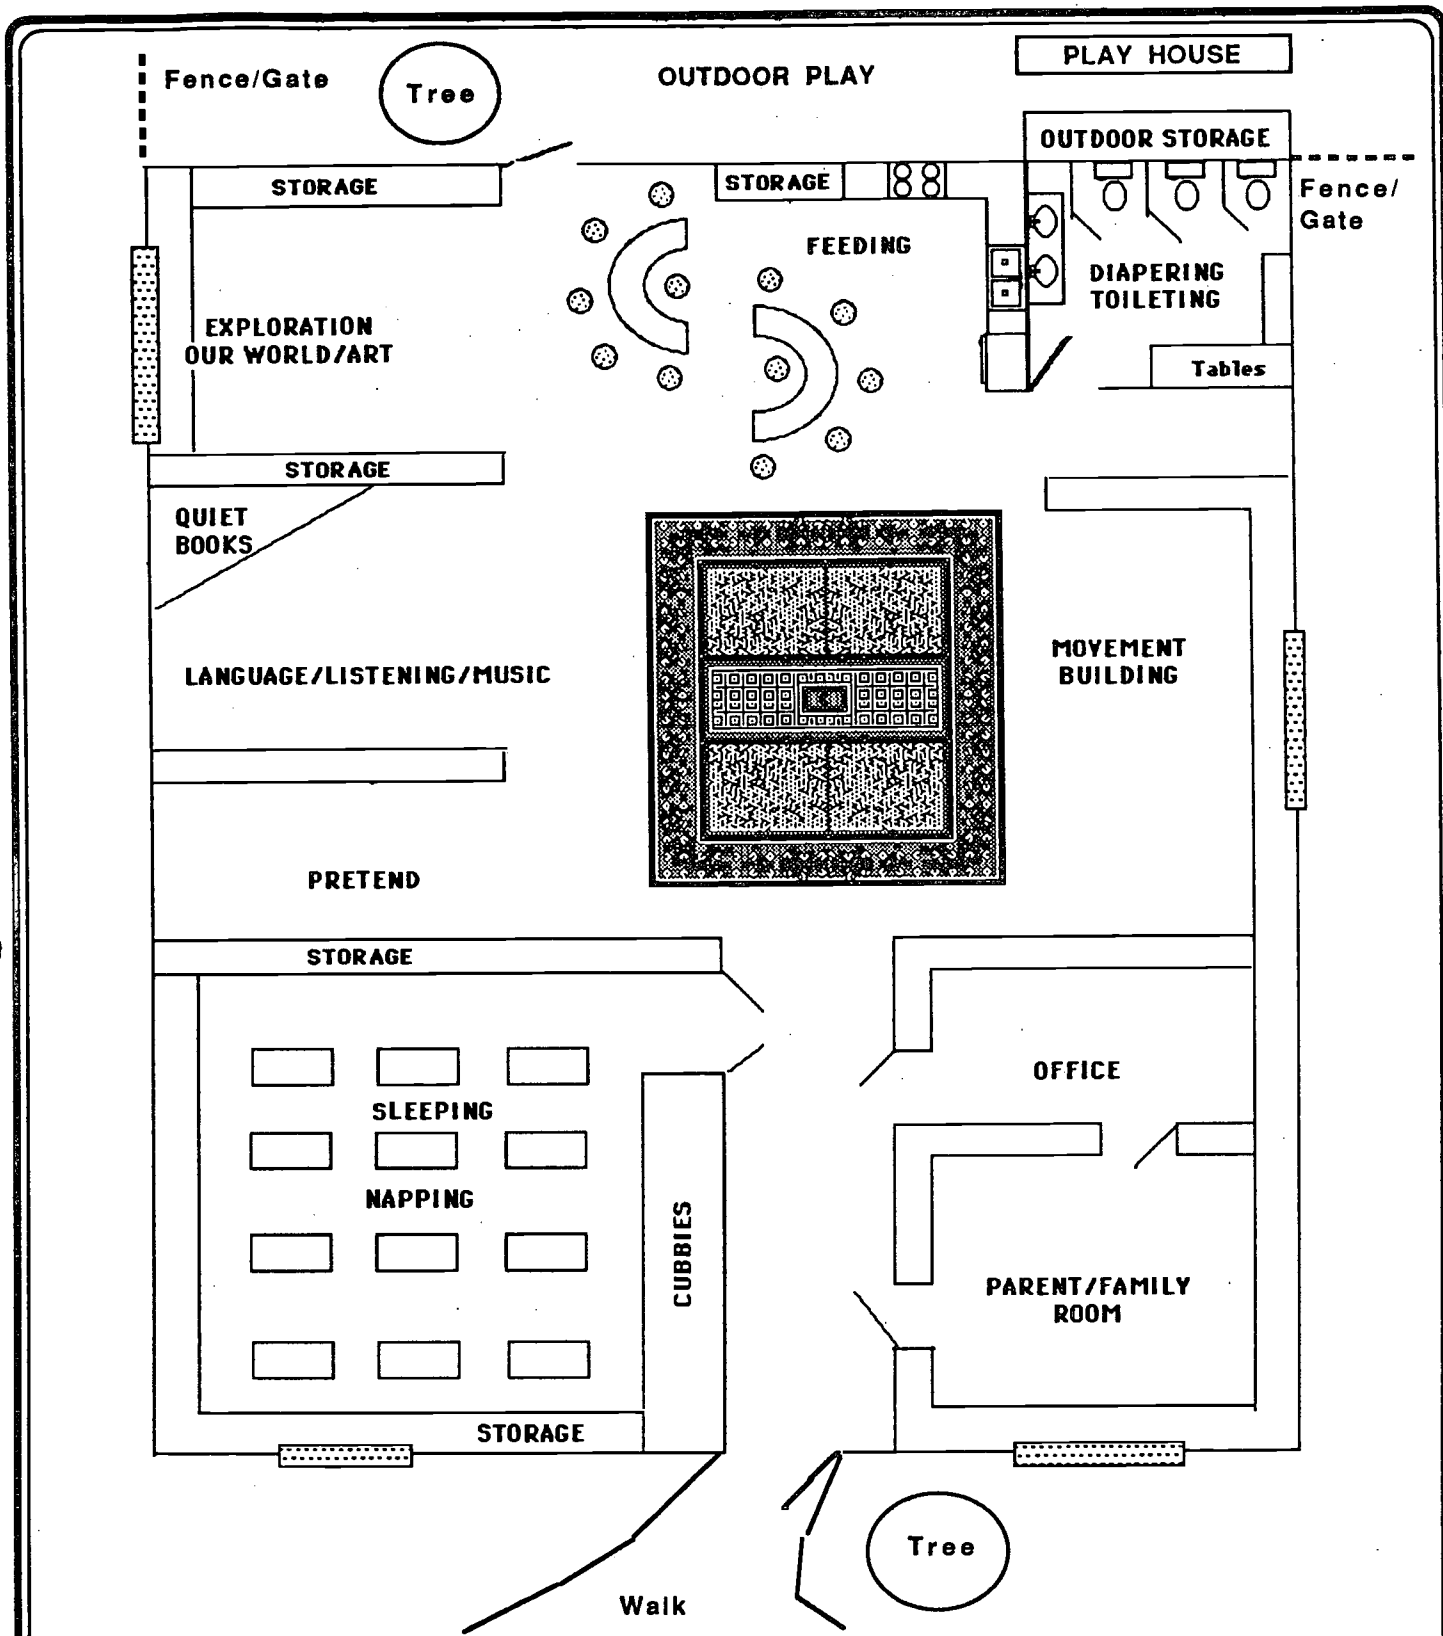 PLAY HOUSE
Fence/Gate
Tree
OUTDOOR PLAY
OUTDOOR STORAGE
STORAGE
STORAGE
Fence/
Gate
FEEDING
DIAPERING
TOILETING
EXPLORATION
OUR WORLD/ART
Tables
STORAGE
QUIET
BOOKS
LANGUAGE/LISTENING/MUSIC
MOVEMENT
BUILDING
PRETEND
STORAGE
OFFICE
SLEEPING
NAPPING
CUBBIES
PARENT/FAMILY
ROOM
STORAGE
Tree
Walk